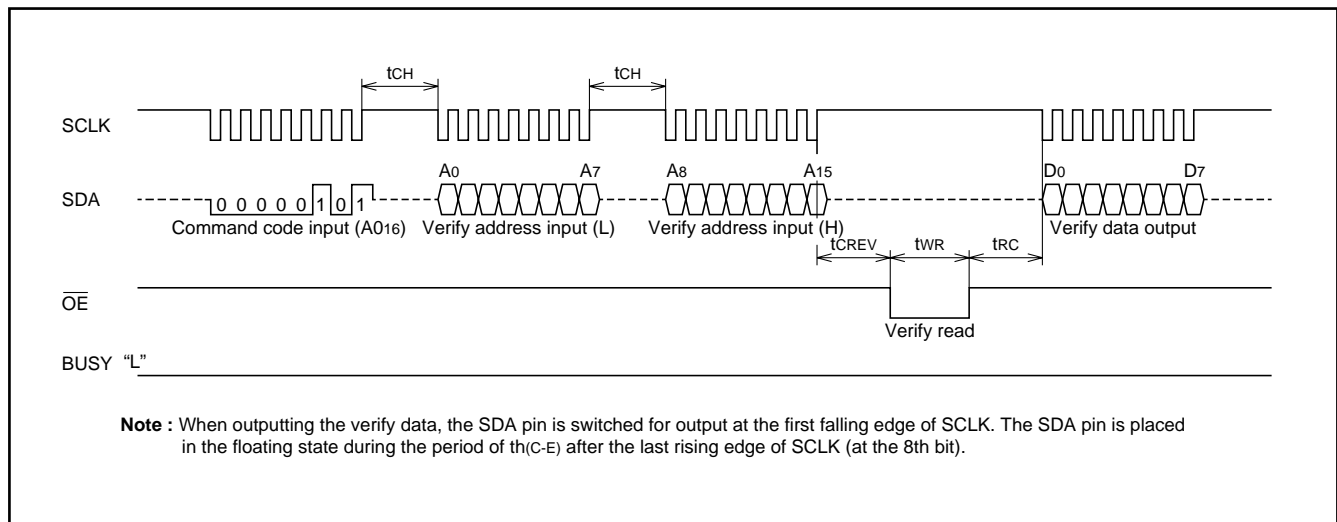 tCH tCH
SCLK
A0 A7 A8 A15 D0 D7
SDA
0 0 0 0 0 1 0 1
Command code input (A016) Verify address input (L) Verify address input (H) Verify data output
tCREV tWR tRC
OE
Verify read
BUSY “L”
Note : When outputting the verify data, the SDA pin is switched for output at the first falling edge of SCLK. The SDA pin is placed
in the floating state during the period of th(C-E) after the last rising edge of SCLK (at the 8th bit).